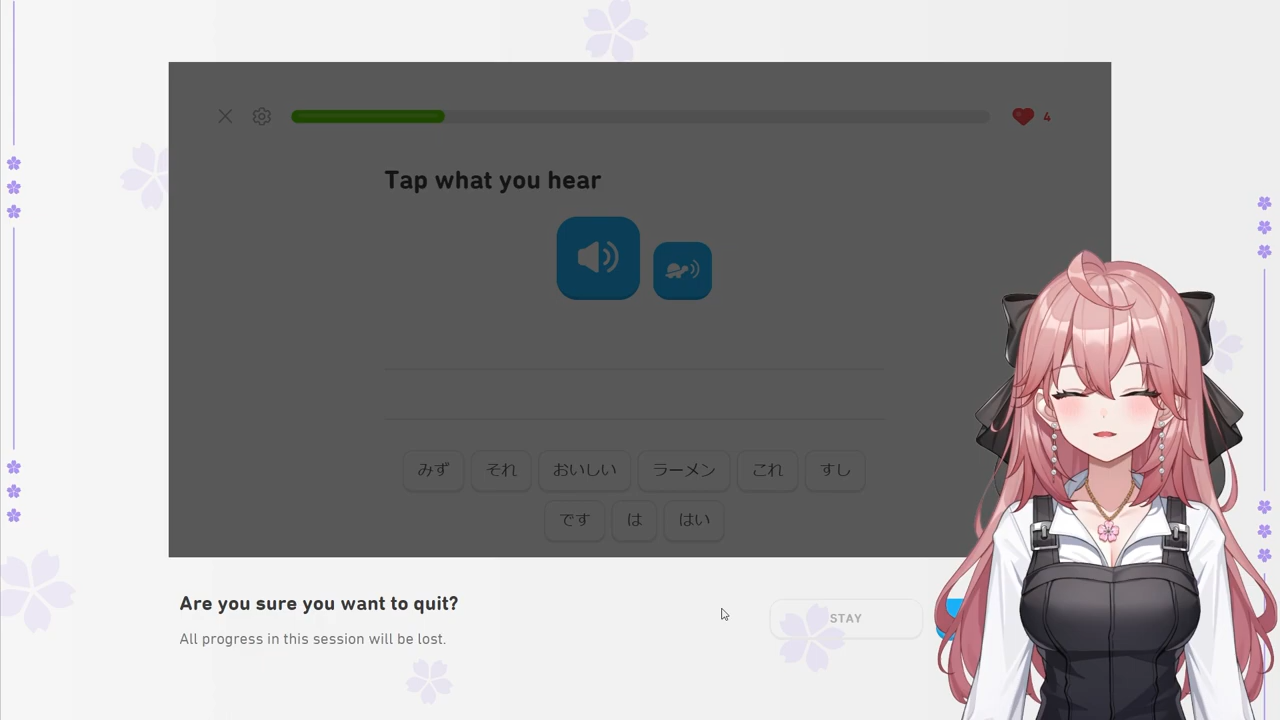 4
Tap what you hear
みず それ おいしい ラーメン これ すし
です は はい
Are you sure you want to quit?
All progress in this session will be lost.
STAY